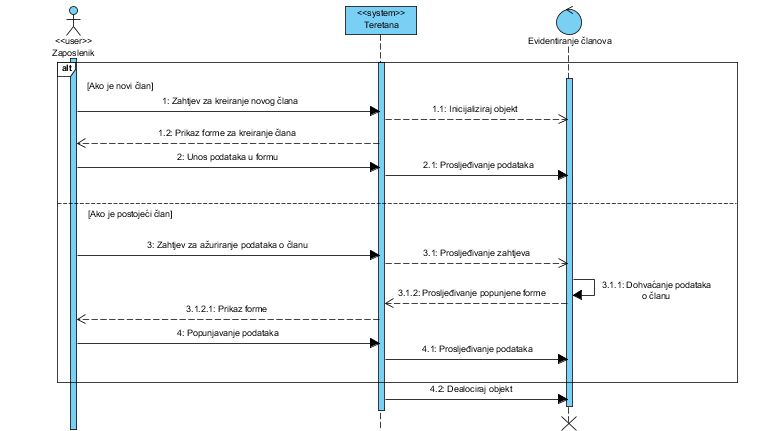 <<user>>
Zaposlenik
<<system>>
Teretana
Evidentiranje članova
alt
[Ako je novi član]
1: Zahtjev za kreiranje novog člana
1.1: Inicijaliziraj objekt
1.2: Prikaz forme za kreiranje člana
2: Unos podataka u formu
2.1: Prosljeđivanje podataka
[Ako je postojeći član]
3: Zahtjev za ažuriranje podataka o članu
3.1: Prosljeđivanje zahtjeva
3.1.1: Dohvaćanje podataka
o članu
3.1.2: Prosljeđivanje popunjene forme
3.1.2.1: Prikaz forme
4: Popunjavanje podataka
4.1: Prosljeđivanje podataka
4.2: Dealociraj objekt